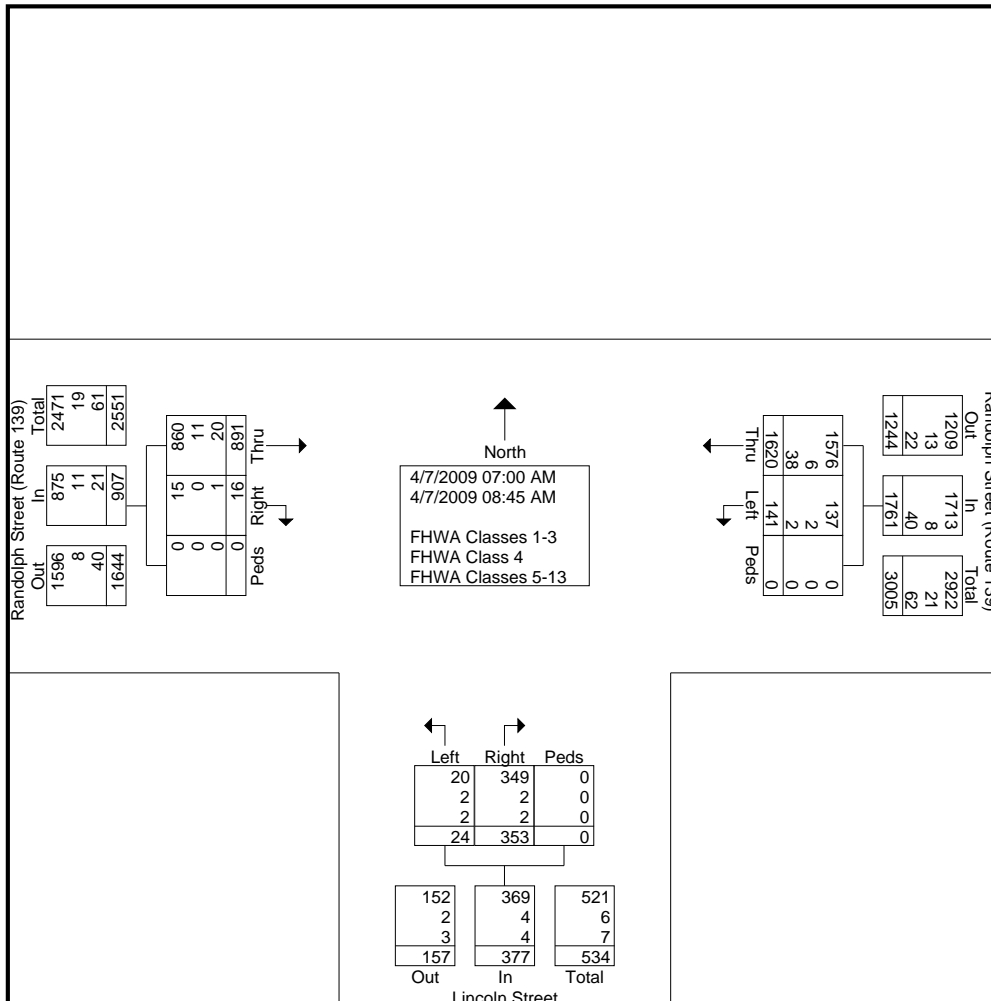 Randolph Street (Route 139)
Total
2471
19
61
2551
In
875
11
21
907
Out
1596
8
40
1644
Thru
860
11
20
891
Right
15
0
1
16
Peds
0
0
0
0
North
4/7/2009 07:00 AM
4/7/2009 08:45 AM
FHWA Classes 1-3
FHWA Class 4
FHWA Classes 5-13
Thru
1576
6
38
1620
Left
137
2
2
141
Peds
0
0
0
0
Randolph Street (Route 139)
Out
1209
13
22
1244
In
1713
8
40
1761
Total
2922
21
62
3005
Left Right Peds
20 349 0
2 2 0
2 2 0
24 353 0
152 369 521
2 4 6
3 4 7
157 377 534
Out In Total
Lincoln Street